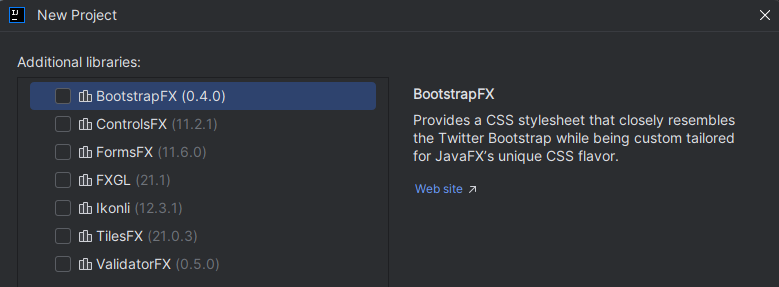 IJ
New Project
Additional libraries:
BootstrapFX (0.4.0)
ControlsFX (11.2.1)
FormsFX (11.6.0)
FXGL (21.1)
Ikonli (12.3.1)
TilesFX (21.0.3)
ValidatorFX (0.5.0)
BootstrapFX
Provides a CSS stylesheet that closely resembles
the Twitter Bootstrap while being custom tailored
for JavaFX's unique CSS flavor.
Web site ↗